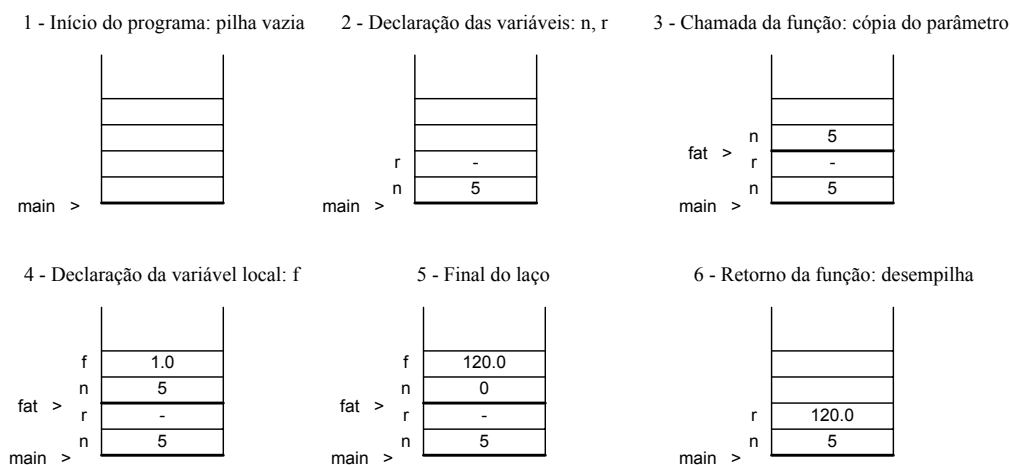 1 - Início do programa: pilha vazia
2 - Declaração das variáveis: n, r
3 - Chamada da função: cópia do parâmetro
main >
r -
n 5
main >
n 5
fat >
r -
n 5
main >
4 - Declaração da variável local: f
5 - Final do laço
6 - Retorno da função: desempilha
f 1.0
n 5
fat >
r -
n 5
main >
f 120.0
n 0
fat >
r -
n 5
main >
r 120.0
n 5
main >